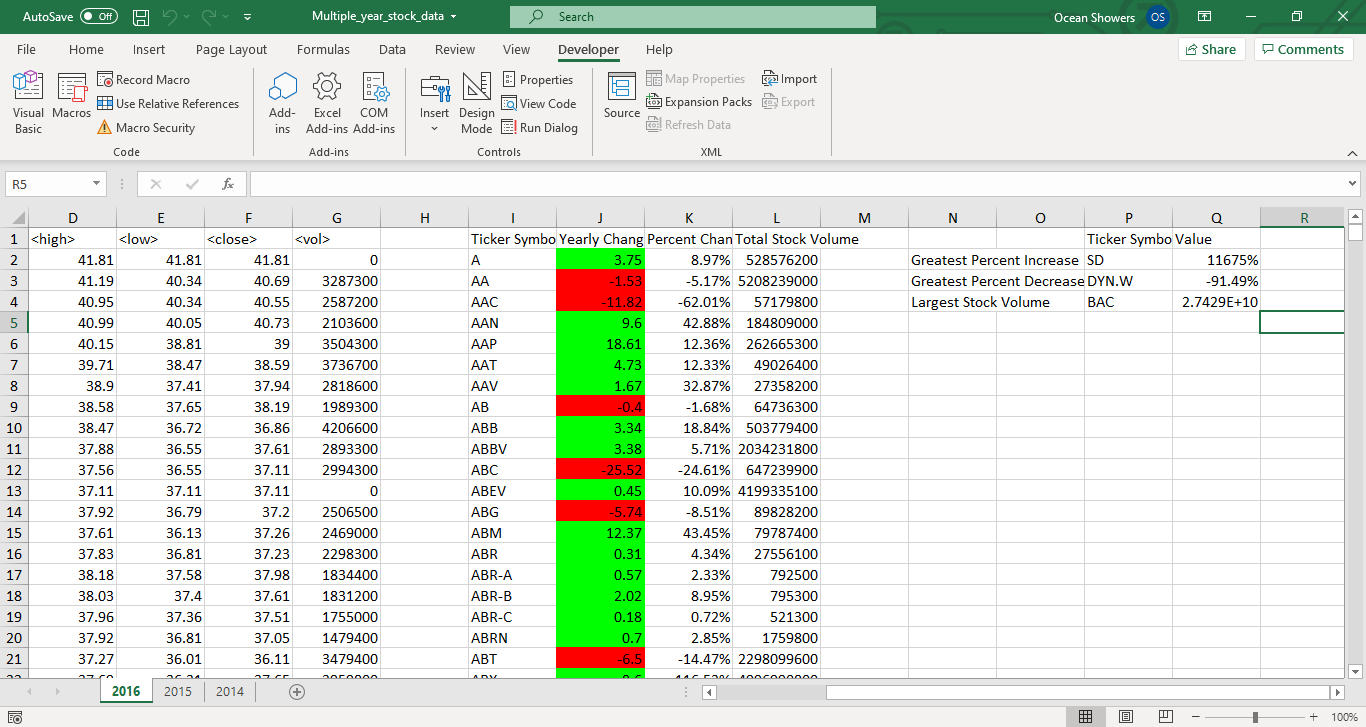 AutoSave Off Multiple_year_stock_data Search Ocean Showers OS
File Home Insert Page Layout Formulas Data Review View Developer Help Share Comments
Visual Basic Macros Record Macro Use Relative References Macro Security Code
Add-ins Excel Add-ins COM Add-ins Add-ins
Insert Design Mode Properties View Code Run Dialog Controls
Source Map Properties Expansion Packs Refresh Data Import Export XML
R5 fx
D E F G H I J K L M N O P Q R
1 <high> <low> <close> <vol> Ticker Symbo Yearly Chang Percent Chan Total Stock Volume Ticker Symbo Value
2 41.81 41.81 41.81 0 A 3.75 8.97% 528576200 Greatest Percent Increase SD 11675%
3 41.19 40.34 40.69 3287300 AA -1.53 -5.17% 5208239000 Greatest Percent Decrease DYN.W -91.49%
4 40.95 40.34 40.55 2587200 AAC -11.82 -62.01% 57179800 Largest Stock Volume BAC 2.7429E+10
5 40.99 40.05 40.73 2103600 AAN 9.6 42.88% 184809000
6 40.15 38.81 39 3504300 AAP 18.61 12.36% 262665300
7 39.71 38.47 38.59 3736700 AAT 4.73 12.33% 49026400
8 38.9 37.41 37.94 2818600 AAV 1.67 32.87% 27358200
9 38.58 37.65 38.19 1989300 AB -0.4 -1.68% 64736300
10 38.47 36.72 36.86 4206600 ABB 3.34 18.84% 503779400
11 37.88 36.55 37.61 2893300 ABBV 3.38 5.71% 2034231800
12 37.56 36.55 37.11 2994300 ABC -25.52 -24.61% 647239900
13 37.11 37.11 37.11 0 ABEV 0.45 10.09% 4199335100
14 37.92 36.79 37.2 2506500 ABG -5.74 -8.51% 89828200
15 37.61 36.13 37.26 2469000 ABM 12.37 43.45% 79787400
16 37.83 36.81 37.23 2298300 ABR 0.31 4.34% 27556100
17 38.18 37.58 37.98 1834400 ABR-A 0.57 2.33% 792500
18 38.03 37.4 37.61 1831200 ABR-B 2.02 8.95% 795300
19 37.96 37.36 37.51 1755000 ABR-C 0.18 0.72% 521300
20 37.92 36.81 37.05 1479400 ABRN 0.7 2.85% 1759800
21 37.27 36.01 36.11 3479400 ABT -6.5 -14.47% 2298099600
2016 2015 2014
100%